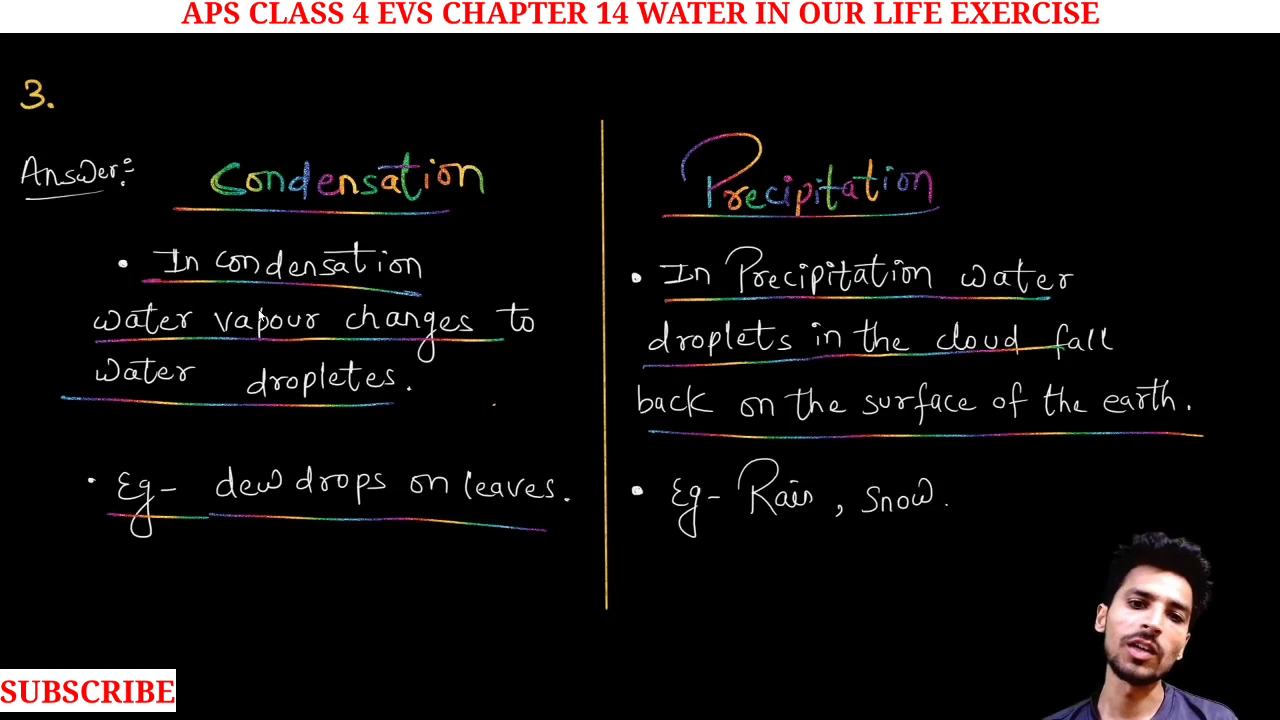 APS CLASS 4 EVS CHAPTER 14 WATER IN OUR LIFE EXERCISE
3.
Answer:-
Condensation
• In condensation
water vapour changes to
water dropletes.
• Eg- dew drops on leaves.
Precipitation
• In Precipitation water
droplets in the cloud fall
back on the surface of the earth.
• Eg- Rain, Snow.
SUBSCRIBE